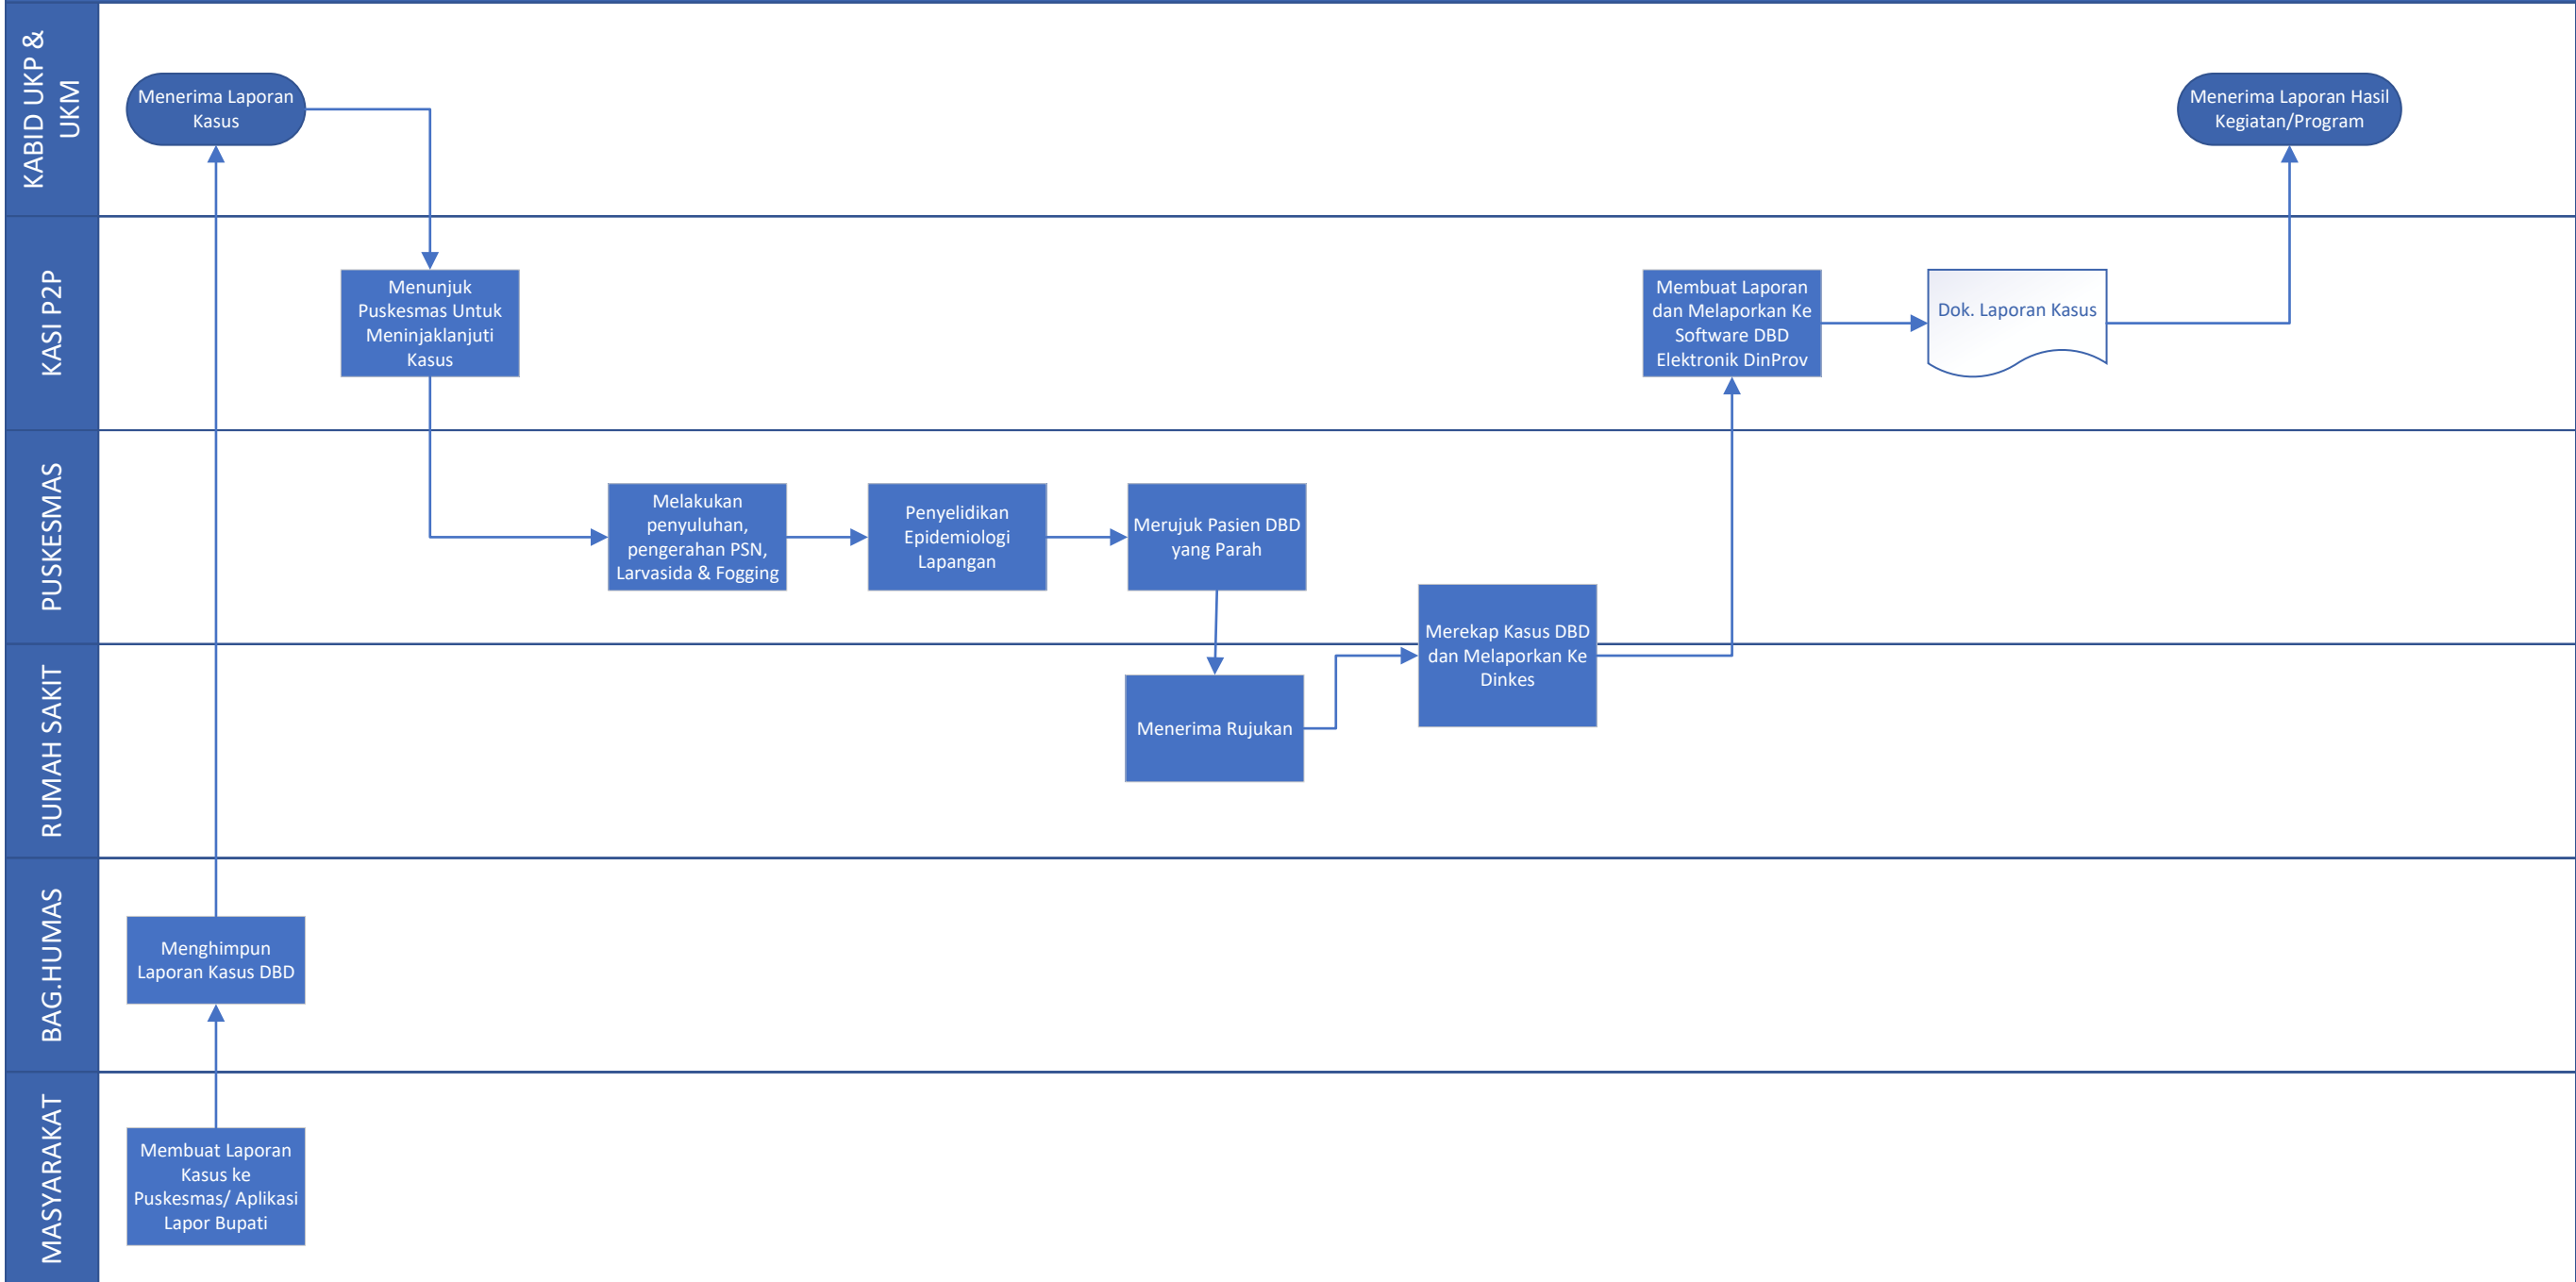 KABID UKP &
UKM
Menerima Laporan
Kasus
Menerima Laporan Hasil
Kegiatan/Program
KASI P2P
Menunjuk
Puskesmas Untuk
Meninjaklanjuti
Kasus
Membuat Laporan
dan Melaporkan Ke
Software DBD
Elektronik DinProv
Dok. Laporan Kasus
PUSKESMAS
Melakukan
penyuluhan,
pengerahan PSN,
Larvasida & Fogging
Penyelidikan
Epidemiologi
Lapangan
Merujuk Pasien DBD
yang Parah
Merekap Kasus DBD
dan Melaporkan Ke
Dinkes
RUMAH SAKIT
Menerima Rujukan
BAG.HUMAS
Menghimpun
Laporan Kasus DBD
MASYARAKAT
Membuat Laporan
Kasus ke
Puskesmas/ Aplikasi
Lapor Bupati